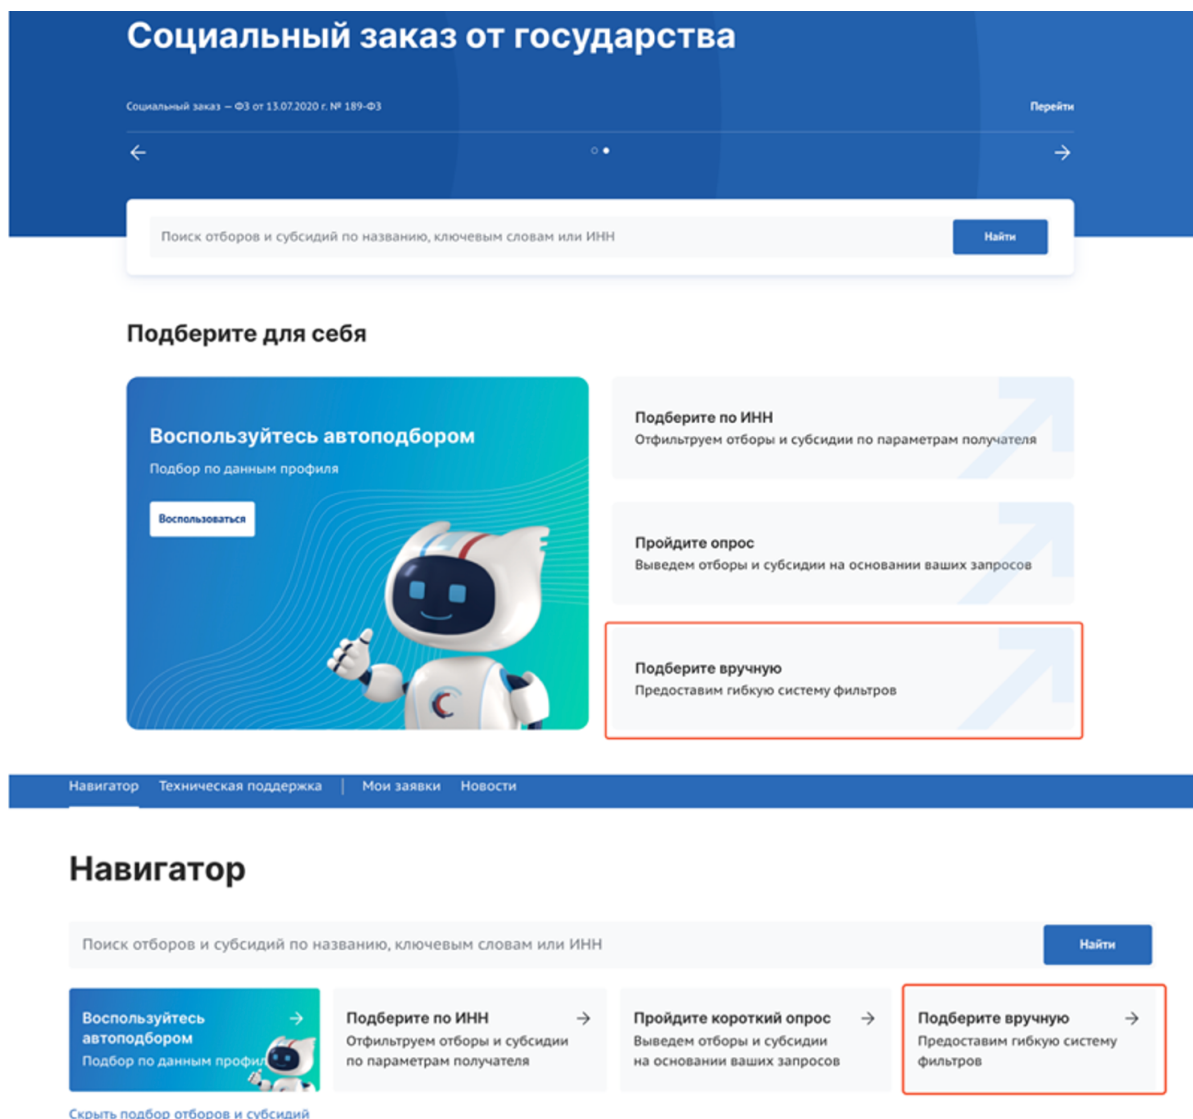 Социальный заказ от государства
Социальный заказ — ФЗ от 13.07.2020 г. № 189-ФЗ
Перейти
Поиск отборов и субсидий по названию, ключевым словам или ИНН
Найти
Подберите для себя
Воспользуйтесь автоподбором
Подбор по данным профиля
Воспользоваться
Подберите по ИНН
Отфильтруем отборы и субсидии по параметрам получателя
Пройдите опрос
Выведем отборы и субсидии на основании ваших запросов
Подберите вручную
Предоставим гибкую систему фильтров
Навигатор Техническая поддержка | Мои заявки Новости
Навигатор
Поиск отборов и субсидий по названию, ключевым словам или ИНН
Найти
Воспользуйтесь
автоподбором
Подбор по данным профил
Подберите по ИНН
Отфильтруем отборы и субсидии
по параметрам получателя
Пройдите короткий опрос
Выведем отборы и субсидии
на основании ваших запросов
Подберите вручную
Предоставим гибкую систему
фильтров
Скрыть подбор отборов и субсидий